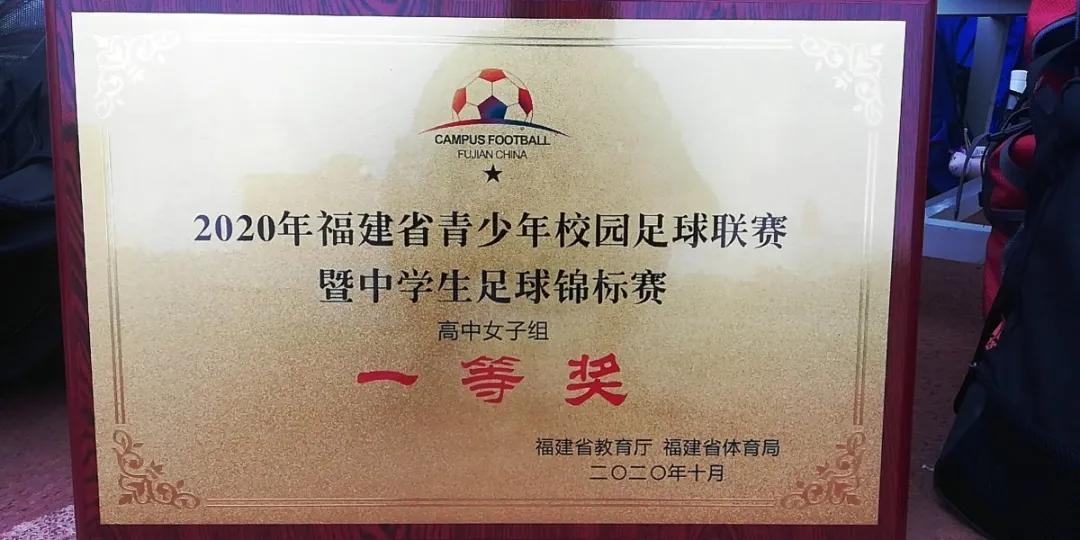 CAMPUS FOOTBALL
FUJIAN CHINA
2020年福建省青少年校园足球联赛
暨中学生足球锦标赛
高中女子组
一等奖
福建省教育厅 福建省体育局
二〇二〇年十月